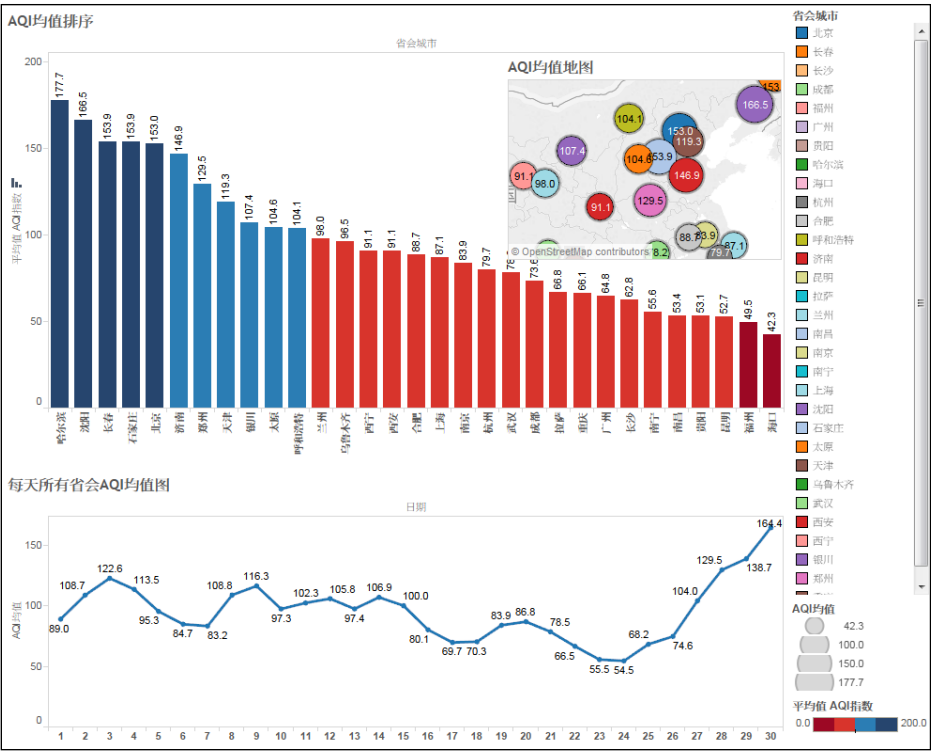 AQI均值排序
省会城市
200
150
100
50
0
平均值 AQI指数
177.7
166.5
153.9
153.9
153.0
146.9
129.5
119.3
107.4
104.6
104.1
98.0
96.5
91.1
91.1
88.7
87.1
83.9
79.7
73.6
66.8
66.1
64.8
62.8
55.6
53.4
53.1
52.7
49.5
42.3
哈尔滨
沈阳
长春
石家庄
北京
济南
郑州
天津
银川
太原
呼和浩特
兰州
乌鲁木齐
西宁
西安
合肥
上海
南京
杭州
武汉
成都
拉萨
重庆
广州
长沙
南宁
南昌
贵阳
昆明
福州
海口
AQI均值地图
153
166.5
104.1
153.0
119.3
107.4
104.6
153.9
146.9
91.1
98.0
129.5
91.1
88.7
83.9
87.1
79.7
78.2
© OpenStreetMap contributors
每天所有省会AQI均值图
日期
AQI均值
150
100
50
0
89.0
108.7
122.6
113.5
95.3
84.7
83.2
108.8
116.3
97.3
102.3
105.8
97.4
106.9
100.0
80.1
69.7
70.3
83.9
86.8
78.5
66.5
55.5
54.5
68.2
74.6
104.0
129.5
138.7
164.4
1 2 3 4 5 6 7 8 9 10 11 12 13 14 15 16 17 18 19 20 21 22 23 24 25 26 27 28 29 30
省会城市
北京
长春
长沙
成都
福州
广州
贵阳
哈尔滨
海口
杭州
合肥
呼和浩特
济南
昆明
拉萨
兰州
南昌
南京
南宁
上海
沈阳
石家庄
太原
天津
乌鲁木齐
武汉
西安
西宁
银川
郑州
AQI均值
42.3
100.0
150.0
177.7
平均值 AQI指数
0.0 200.0